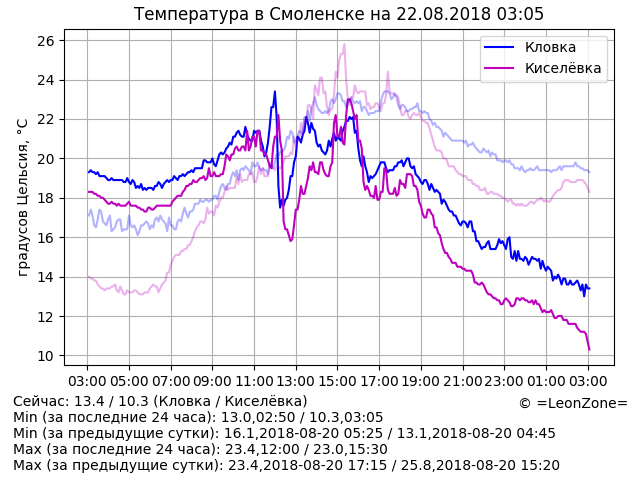 Температура в Смоленске на 22.08.2018 03:05
Кловка
Киселёвка
градусов Цельсия, °C
26
24
22
20
18
16
14
12
10
03:00 05:00 07:00 09:00 11:00 13:00 15:00 17:00 19:00 21:00 23:00 01:00 03:00
Сейчас: 13.4 / 10.3 (Кловка / Киселёвка)
© =LeonZone=
Min (за последние 24 часа): 13.0,02:50 / 10.3,03:05
Min (за предыдущие сутки): 16.1,2018-08-20 05:25 / 13.1,2018-08-20 04:45
Max (за последние 24 часа): 23.4,12:00 / 23.0,15:30
Max (за предыдущие сутки): 23.4,2018-08-20 17:15 / 25.8,2018-08-20 15:20